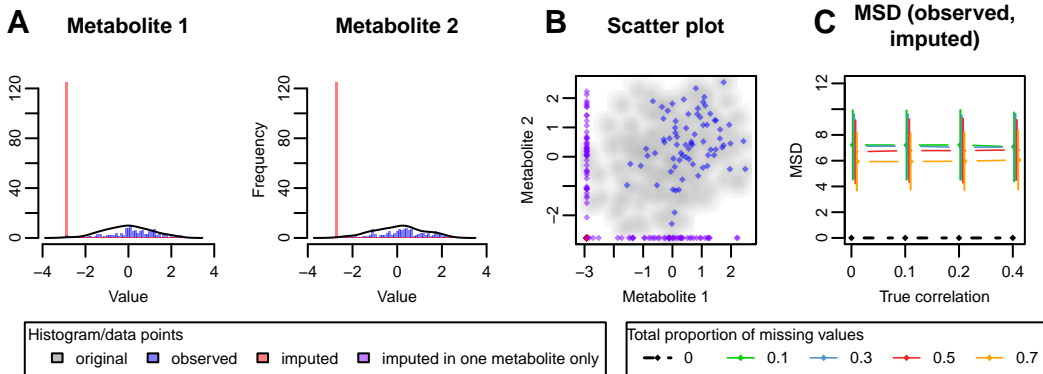 A
Metabolite 1
Metabolite 2
B
Scatter plot
C
MSD (observed,
imputed)
0
40
80
120
−4
−2
0
2
4
Value
Frequency
0
40
80
120
−4
−2
0
2
4
Value
Metabolite 2
−2
0
1
2
−3
−1
0
1
2
Metabolite 1
MSD
0
2
4
6
8
12
0
0.1
0.2
0.4
True correlation
Histogram/data points
original observed imputed imputed in one metabolite only
Total proportion of missing values
0 0.1 0.3 0.5 0.7